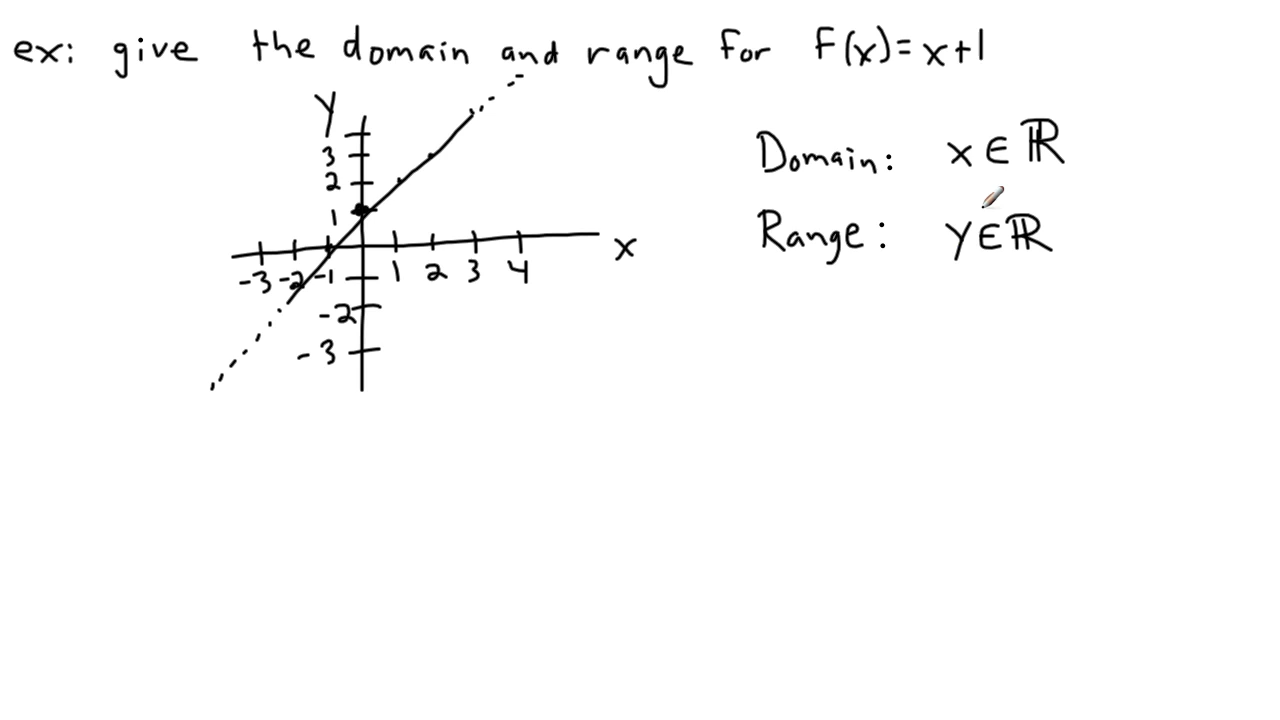 ex: give the domain and range for F(x)=x+1
Y
3
2
1
-3 -2 -1 1 2 3 4 x
-2
-3
Domain: x∈ℝ
Range: y∈ℝ